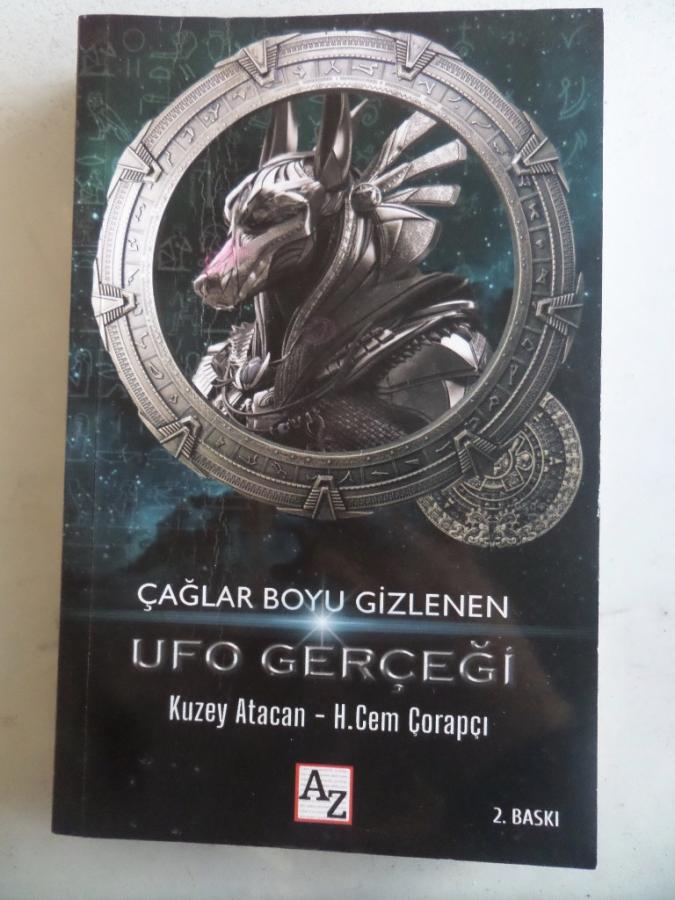 ÇAĞLAR BOYU GİZLENEN
UFO GERÇEĞİ
Kuzey Atacan - H.Cem Çorapçı
AZ
2. BASKI